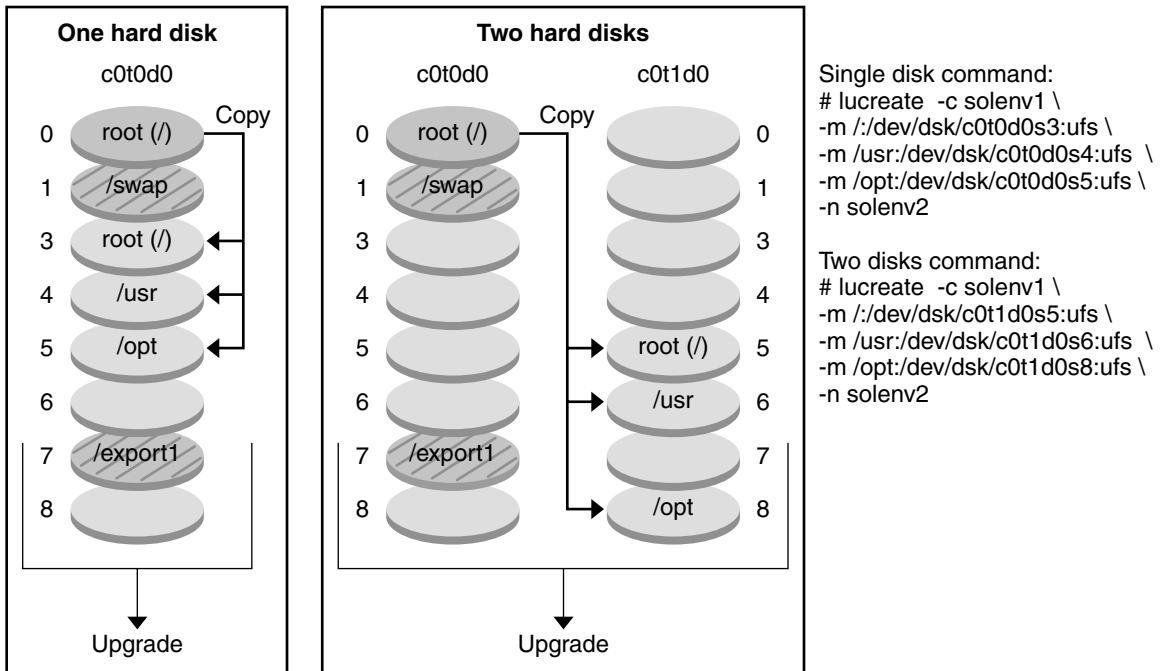 One hard disk
c0t0d0
Copy
0 root (/)
1 /swap
3 root (/)
4 /usr
5 /opt
6
7 /export1
8
Upgrade
Two hard disks
c0t0d0 c0t1d0
Copy
0 root (/) 0
1 /swap 1
3 3
4 4
5 root (/) 5
6 /usr 6
7 /export1 7
8 /opt 8
Upgrade
Single disk command:
# lucreate -c solenv1 \
-m /:/dev/dsk/c0t0d0s3:ufs \
-m /usr:/dev/dsk/c0t0d0s4:ufs \
-m /opt:/dev/dsk/c0t0d0s5:ufs \
-n solenv2
Two disks command:
# lucreate -c solenv1 \
-m /:/dev/dsk/c0t1d0s5:ufs \
-m /usr:/dev/dsk/c0t1d0s6:ufs \
-m /opt:/dev/dsk/c0t1d0s8:ufs \
-n solenv2